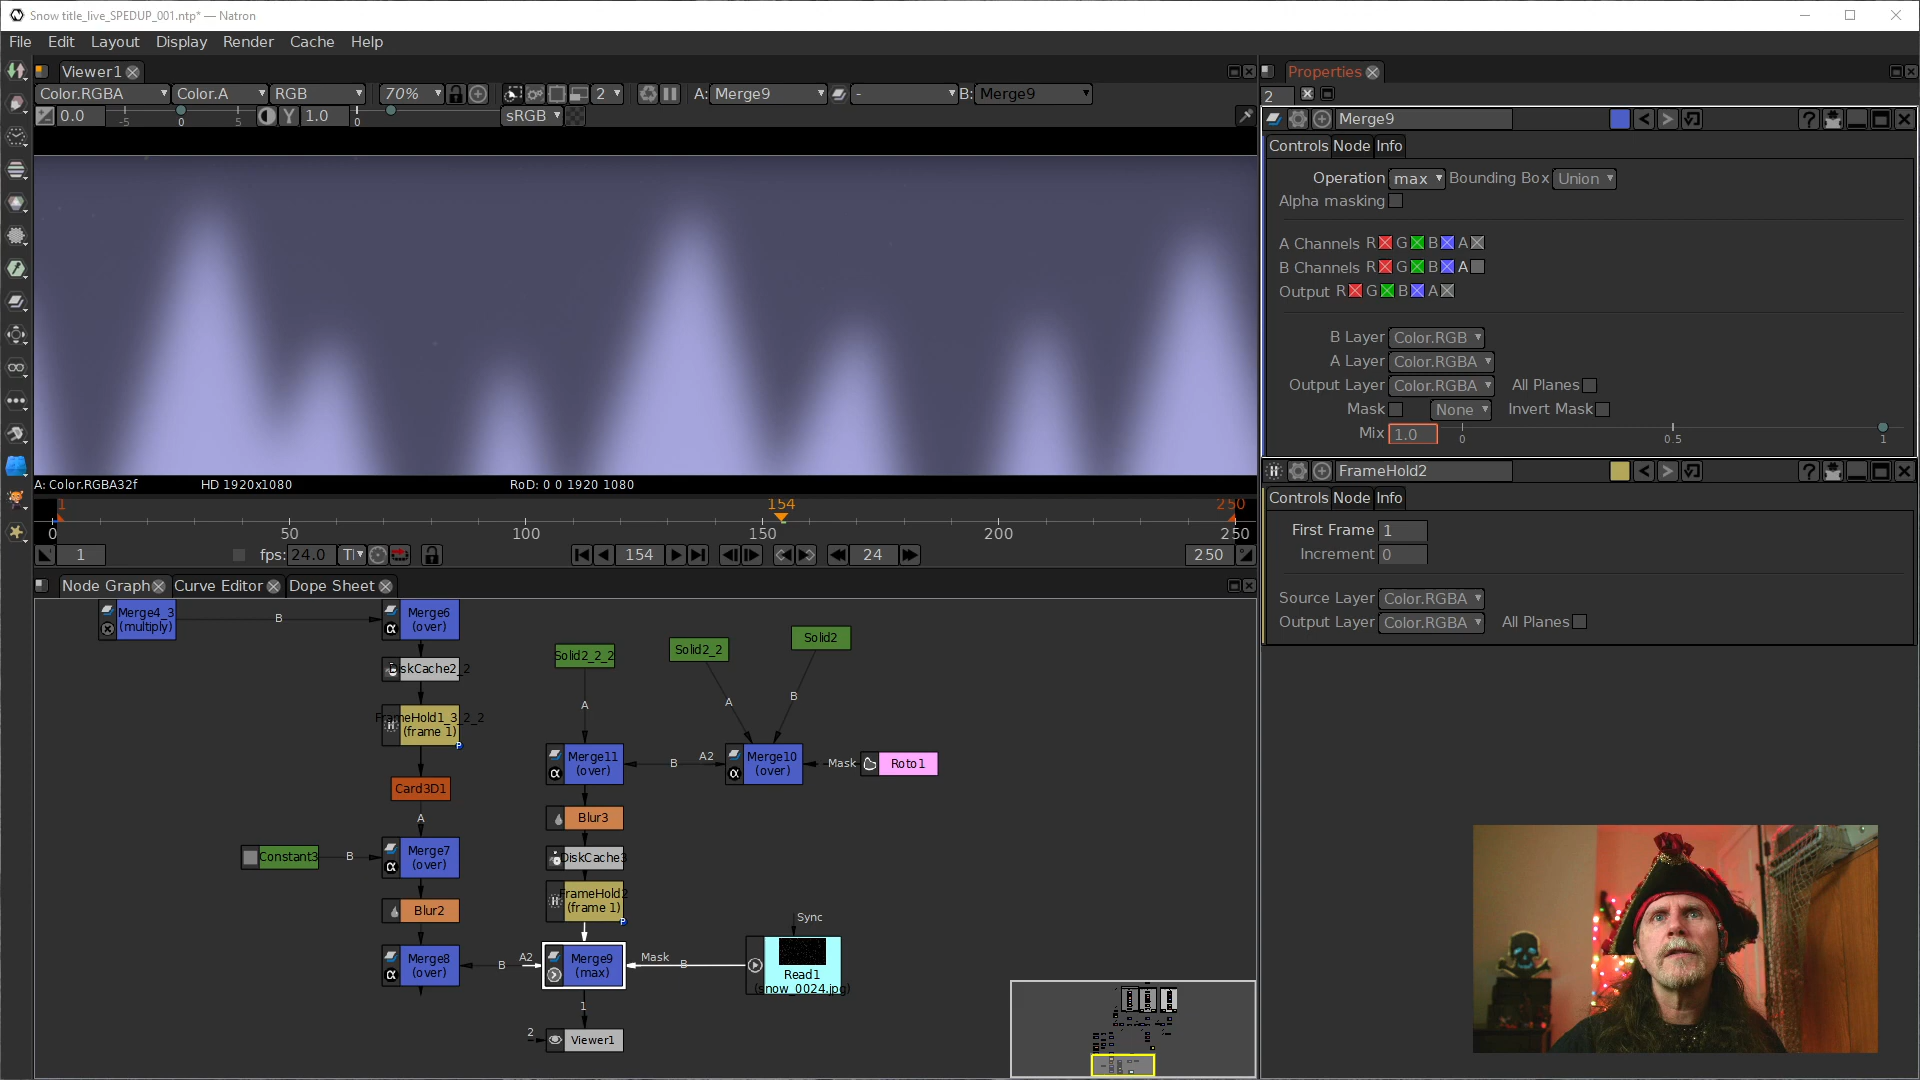 Snow title_live_SPEDUP_001.ntp* — Natron
File Edit Layout Display Render Cache Help
Viewer1
Color.RGBA Color.A RGB 70% 2 A: Merge9 - B: Merge9
0.0 -5 0 5 Y 1.0 0 sRGB
A: Color.RGBA32f HD 1920x1080 RoD: 0 0 1920 1080
1 154 250
0 50 100 150 200 250
1 fps: 24.0 154 24 250
Node Graph Curve Editor Dope Sheet
Merge4_3
(multiply)
B
Merge6
(over)
DiskCache2_2
FrameHold1_3_2_2
(frame 1)
P
Card3D1
A
Constant3
B
Merge7
(over)
Blur2
Merge8
(over)
B
A2
Solid2_2_2
Solid2_2
Solid2
A
A
B
Merge11
(over)
B
A2
Merge10
(over)
Mask
Roto1
Blur3
DiskCache3
FrameHold2
(frame 1)
P
Merge9
(max)
Mask
B
Sync
Read1
(snow_0024.jpg)
1
2
Viewer1
Properties
2
Merge9
?
Controls Node Info
Operation max Bounding Box Union
Alpha masking
A Channels R G B A
B Channels R G B A
Output R G B A
B Layer Color.RGB
A Layer Color.RGBA
Output Layer Color.RGBA All Planes
Mask None Invert Mask
Mix 1.0 0 0.5 1
FrameHold2
?
Controls Node Info
First Frame 1
Increment 0
Source Layer Color.RGBA
Output Layer Color.RGBA All Planes